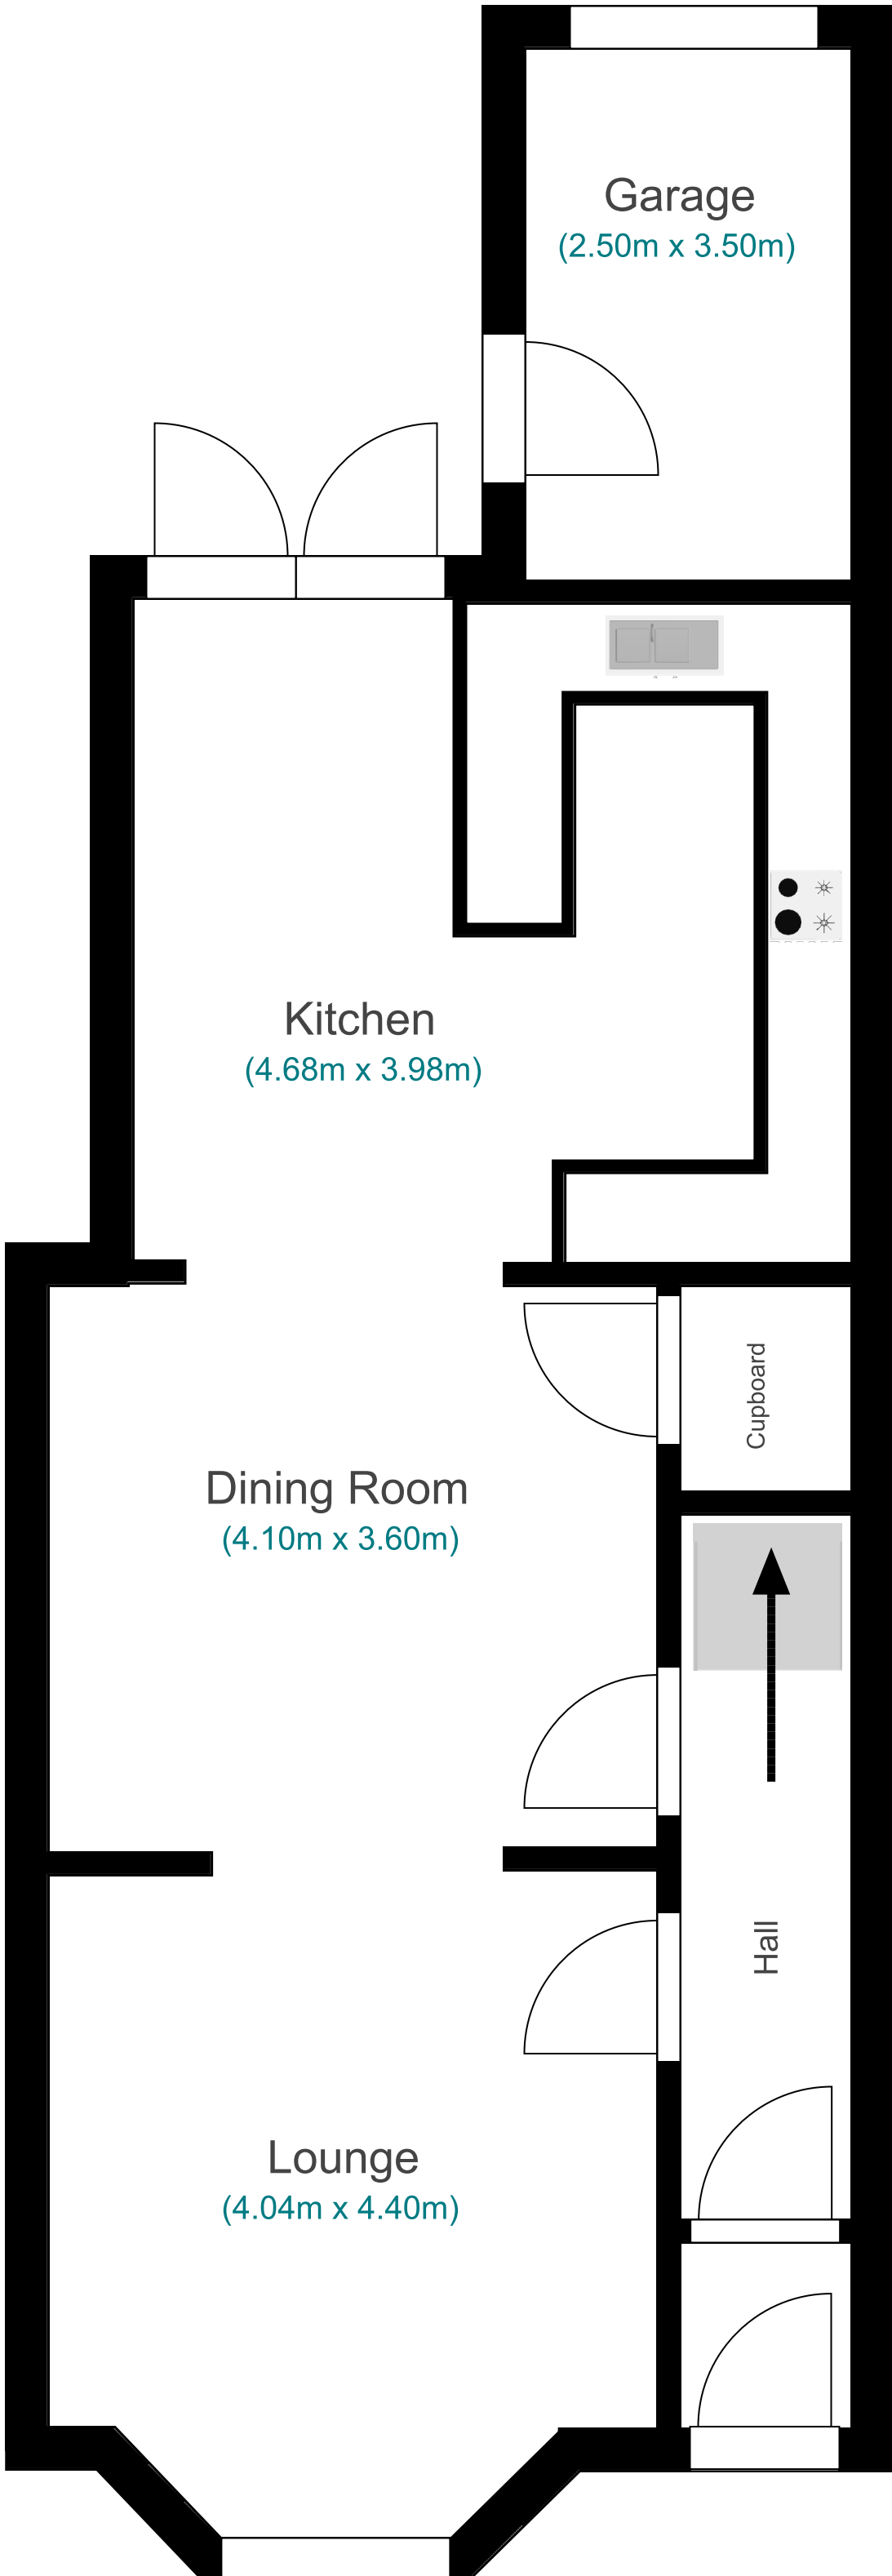 Garage
(2.50m x 3.50m)
Kitchen
(4.68m x 3.98m)
Cupboard
Dining Room
(4.10m x 3.60m)
Hall
Lounge
(4.04m x 4.40m)